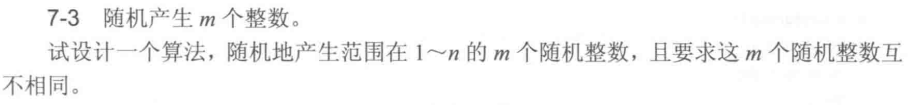 7-3 随机产生 m 个整数。
试设计一个算法，随机地产生范围在 1～n 的 m 个随机整数，且要求这 m 个随机整数互
不相同。